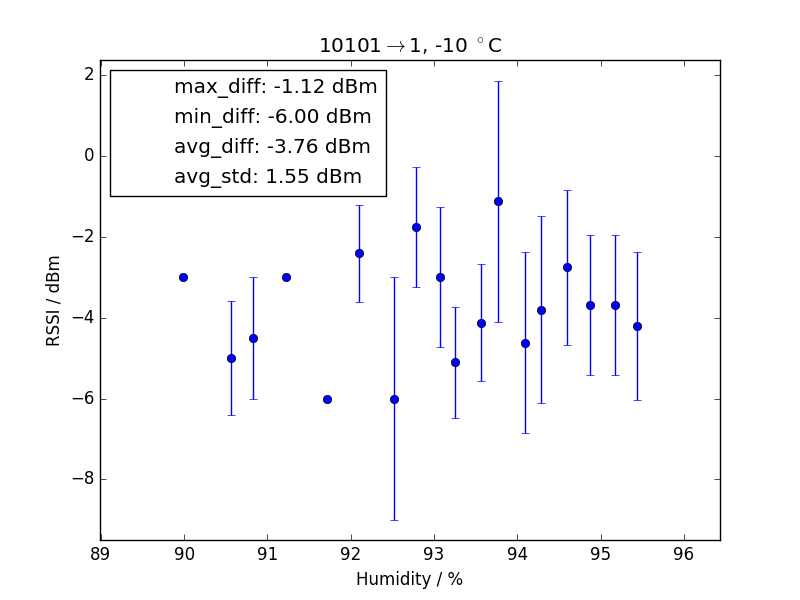 10101→1, -10 °C
max_diff: -1.12 dBm
min_diff: -6.00 dBm
avg_diff: -3.76 dBm
avg_std: 1.55 dBm
RSSI / dBm
2
0
−2
−4
−6
−8
89 90 91 92 93 94 95 96
Humidity / %